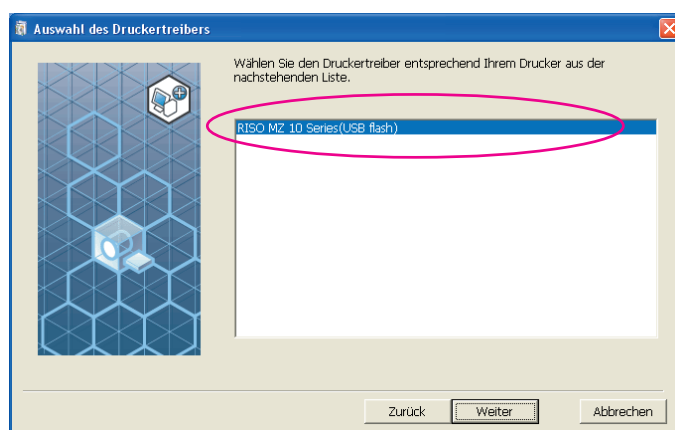 Auswahl des Druckertreibers
Wählen Sie den Druckertreiber entsprechend Ihrem Drucker aus der
nachstehenden Liste.
RISO MZ 10 Series(USB flash)
Zurück
Weiter
Abbrechen